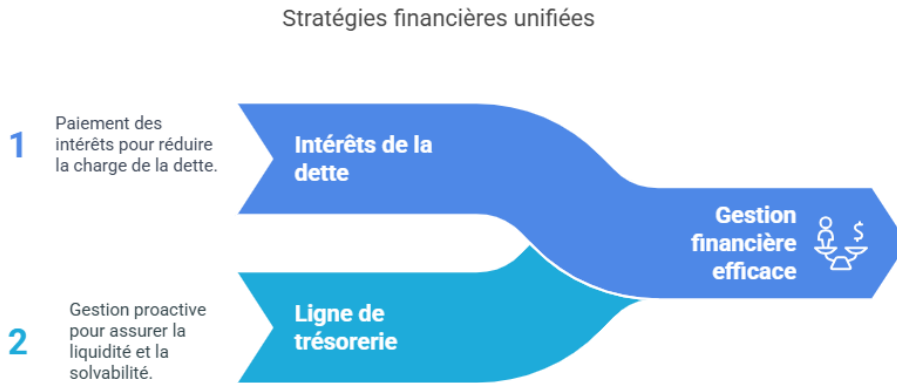 Stratégies financières unifiées
1
Paiement des
intérêts pour réduire
la charge de la dette.
Intérêts de la
dette
Gestion
financière
efficace
$
2
Gestion proactive
pour assurer la
liquidité et la
solvabilité.
Ligne de
trésorerie